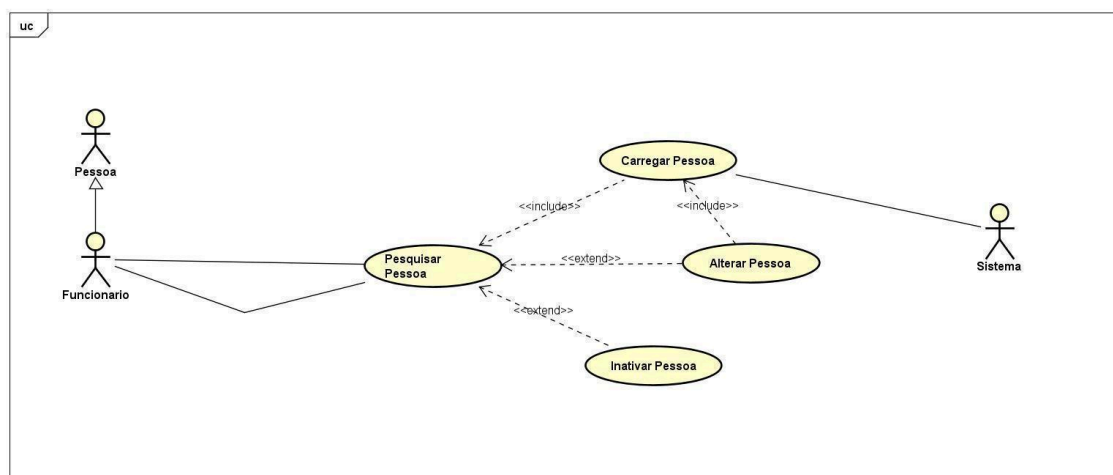 uc
Pessoa
Carregar Pessoa
<<include>>
<<include>>
Funcionario
Pesquisar
Pessoa
<<extend>>
Alterar Pessoa
Sistema
<<extend>>
Inativar Pessoa